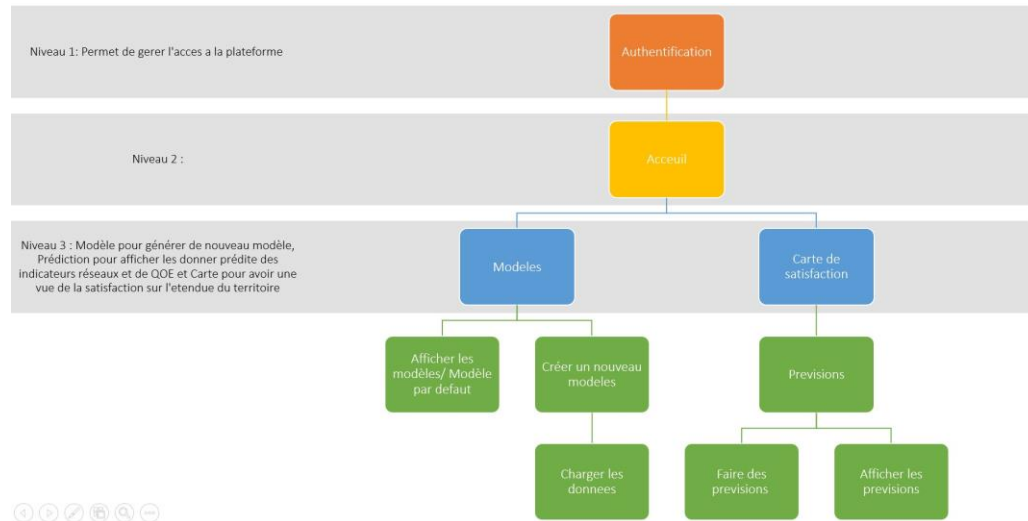 Niveau 1: Permet de gerer l'acces a la plateforme
Authentification
Niveau 2 :
Acceuil
Niveau 3 : Modèle pour générer de nouveau modèle,
Prédiction pour afficher les donner prédite des
indicateurs réseaux et de QOE et Carte pour avoir une
vue de la satisfaction sur l'etendue du territoire
Modeles
Carte de
satisfaction
Afficher les
modèles/ Modèle
par defaut
Créer un nouveau
modeles
Previsions
Charger les
donnees
Faire des
previsions
Afficher les
previsions